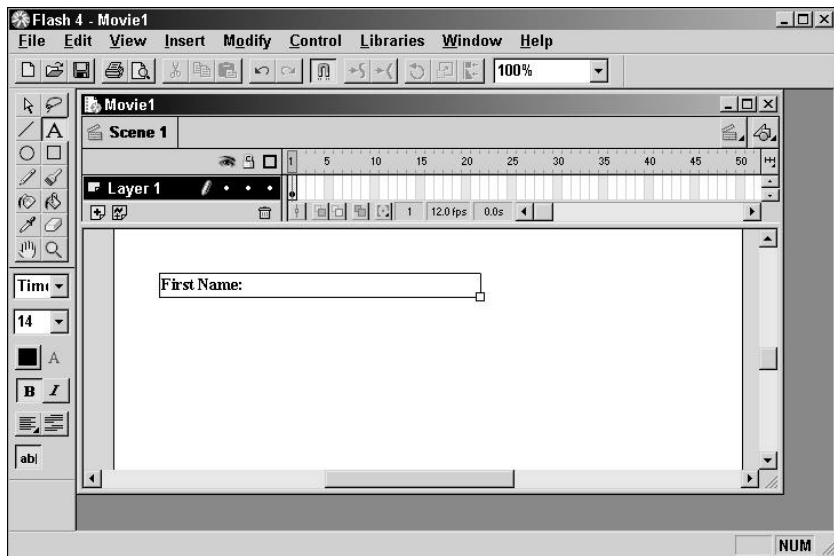 Flash 4 - Movie1
File Edit View Insert Modify Control Libraries Window Help
100%
Movie1
Scene 1
1 5 10 15 20 25 30 35 40 45 50
Layer 1
1 12.0 fps 0.0s
A
First Name:
14
A
B I
ab|
NUM